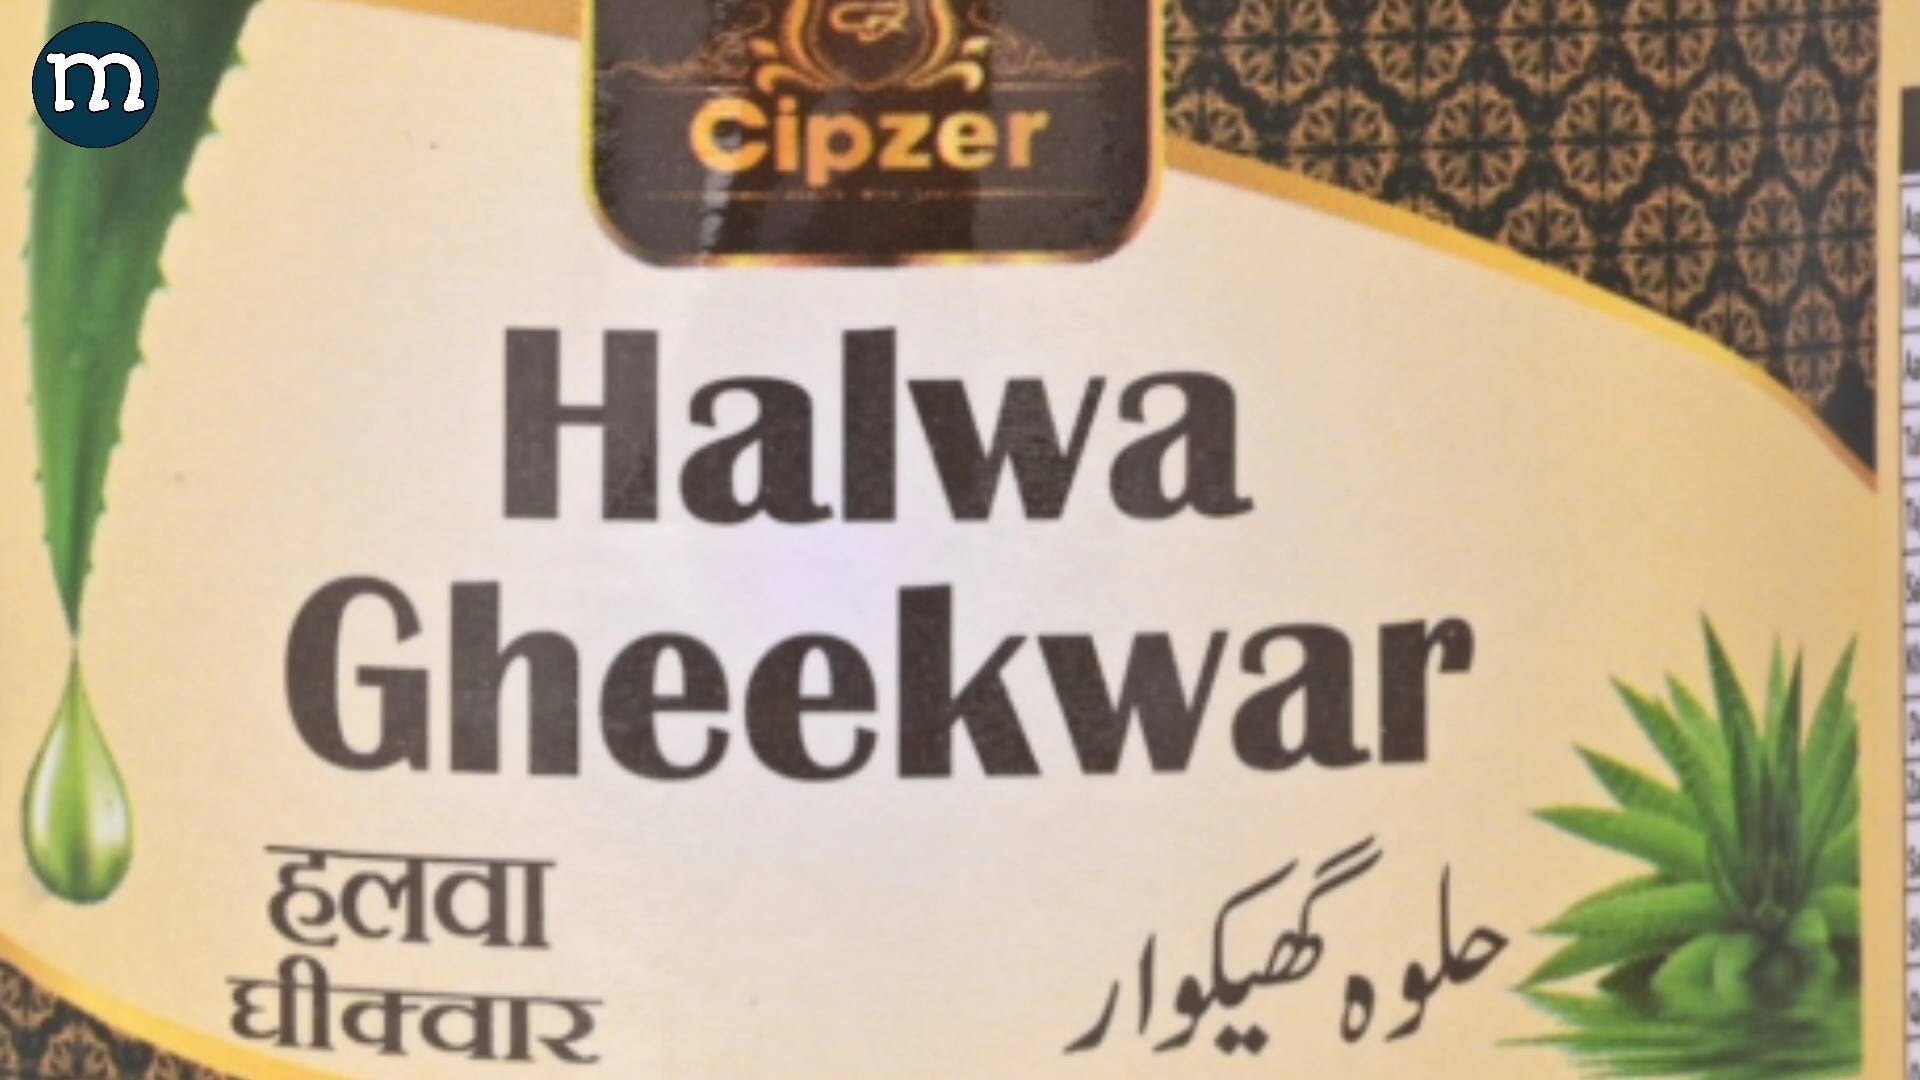 m
Cipzer
Halwa
Gheekwar
हलवा
घीक्वार
حلوہ گھیکوار